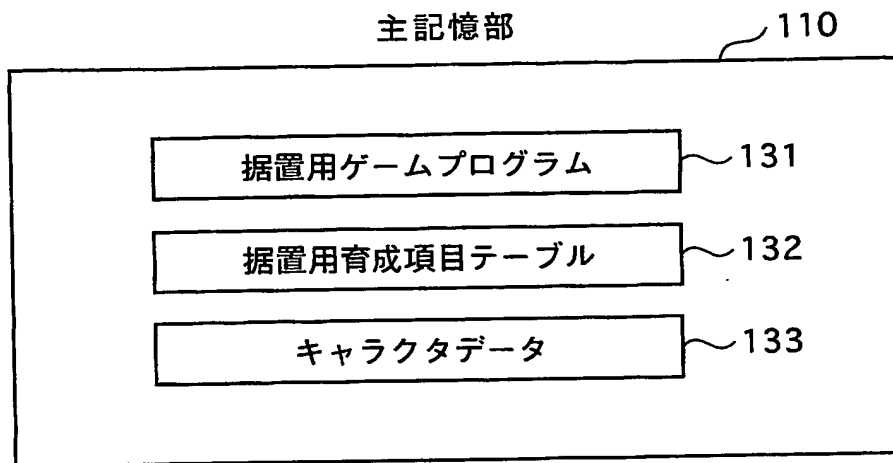 主記憶部
110
据置用ゲームプログラム 131
据置用育成項目テーブル 132
キャラクタデータ 133